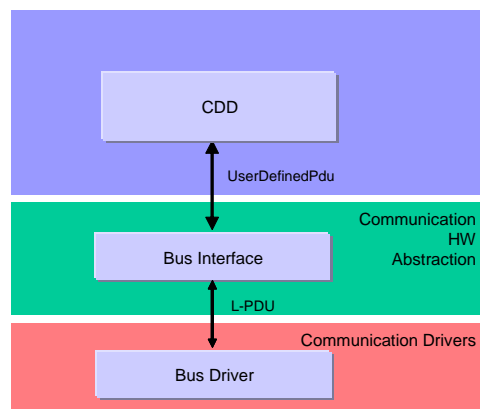 CDD
UserDefinedPdu
Communication
HW
Abstraction
Bus Interface
L-PDU
Communication Drivers
Bus Driver